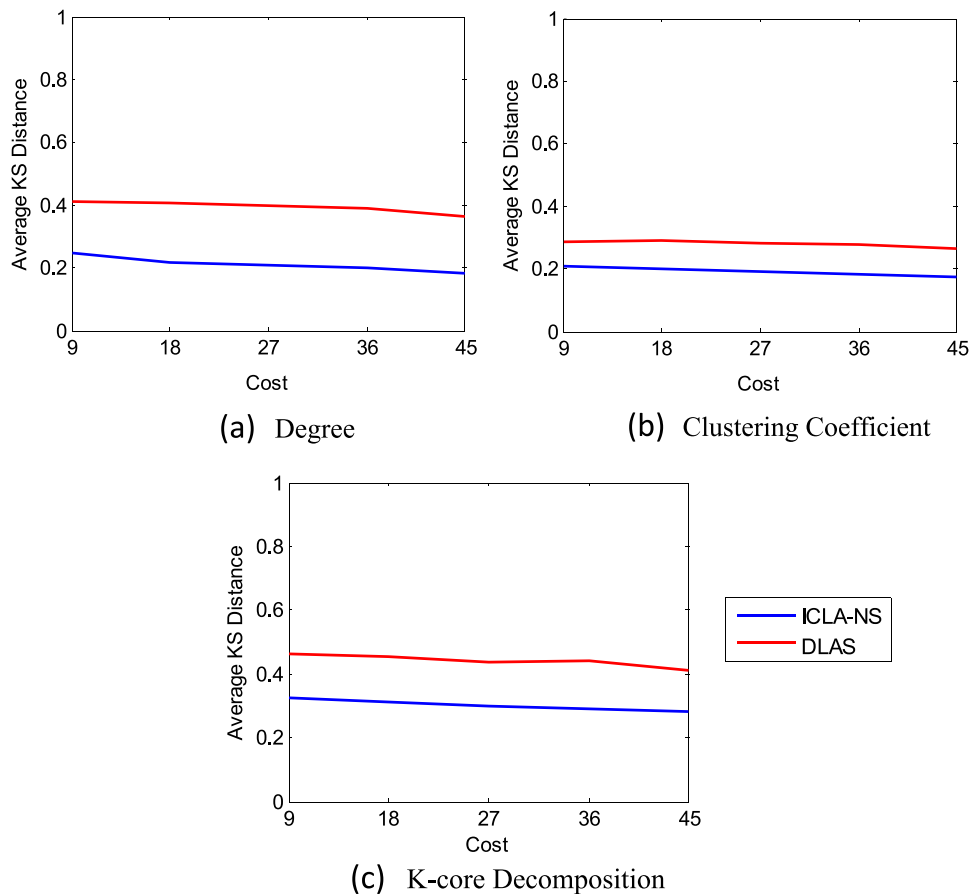 1
0.8
0.6
0.4
0.2
0
Average KS Distance
9 18 27 36 45
Cost
(a) Degree
1
0.8
0.6
0.4
0.2
0
Average KS Distance
9 18 27 36 45
Cost
(b) Clustering Coefficient
1
0.8
0.6
0.4
0.2
0
Average KS Distance
9 18 27 36 45
Cost
(c) K-core Decomposition
ICLA-NS
DLAS